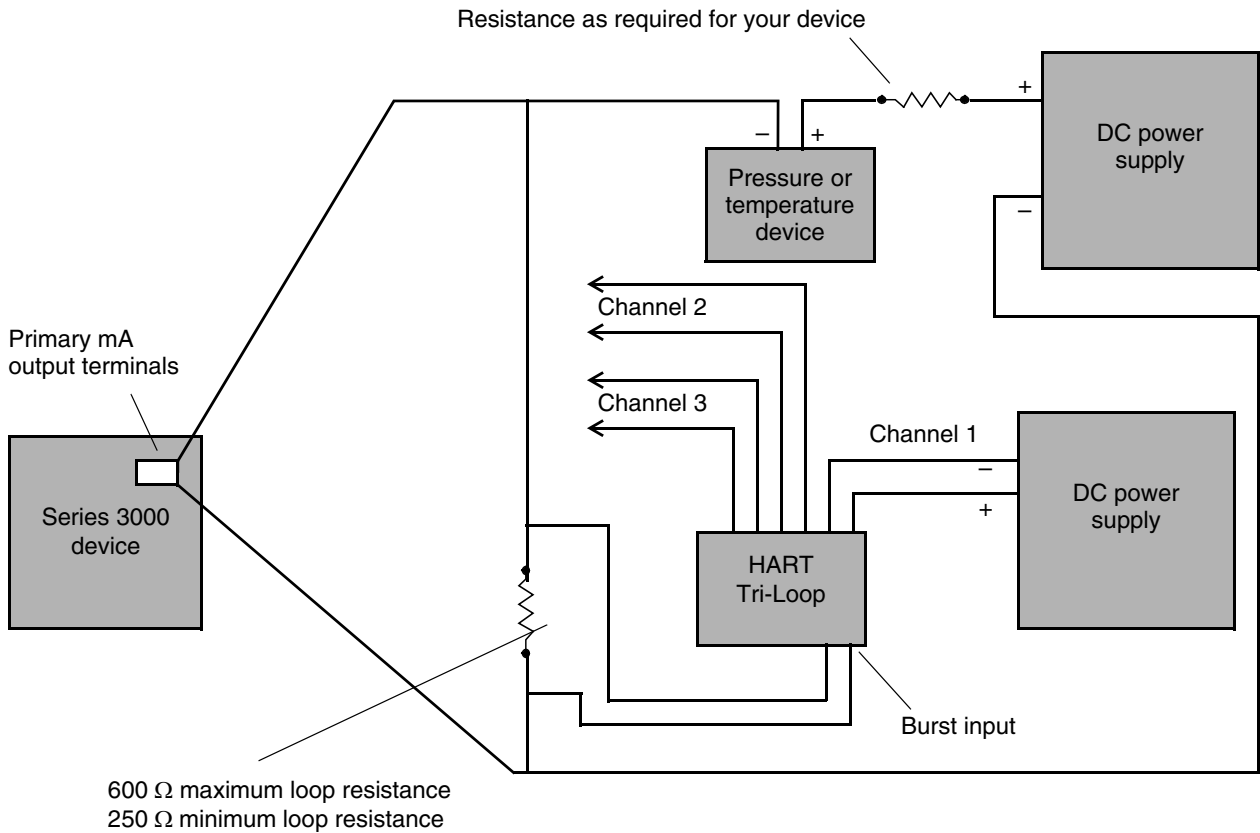 Resistance as required for your device
+
DC power
supply
–
+
–
Pressure or
temperature
device
Channel 2
Primary mA
output terminals
Channel 3
Channel 1
–
+
DC power
supply
Series 3000
device
HART
Tri-Loop
Burst input
600 Ω maximum loop resistance
250 Ω minimum loop resistance